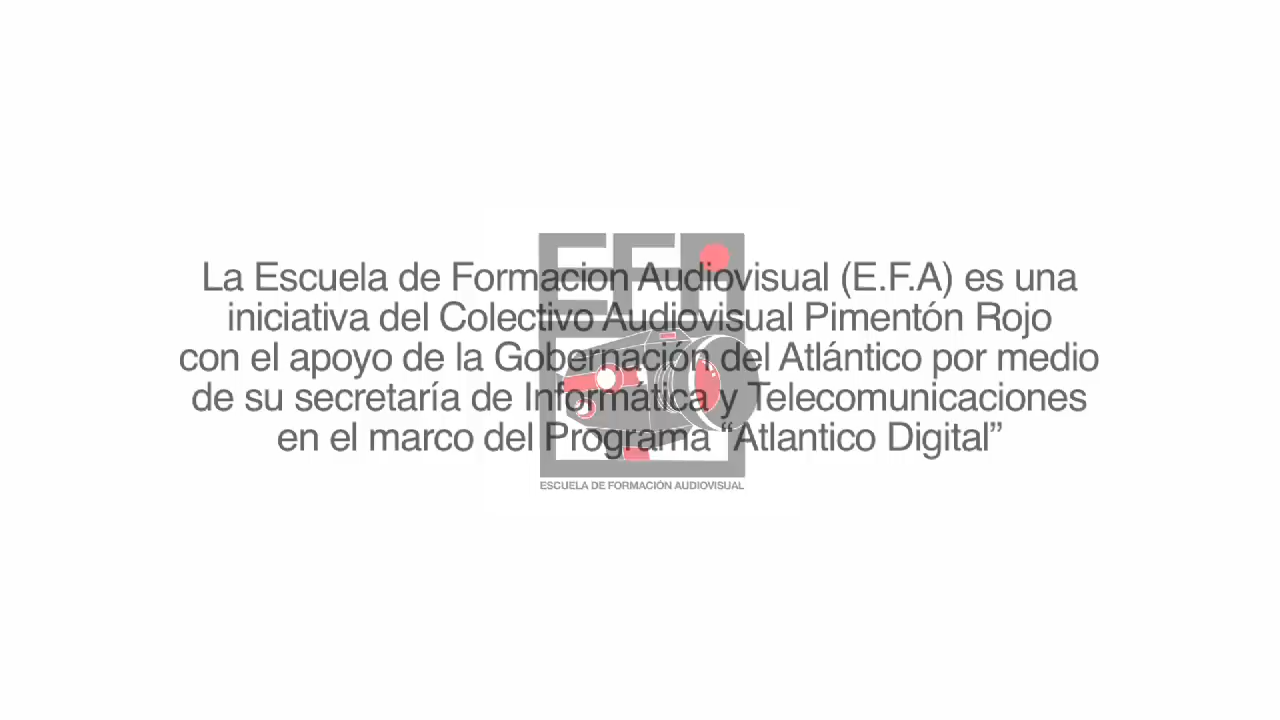 La Escuela de Formacion Audiovisual (E.F.A) es una
iniciativa del Colectivo Audiovisual Pimentón Rojo
con el apoyo de la Gobernación del Atlántico por medio
de su secretaría de Informática y Telecomunicaciones
en el marco del Programa “Atlantico Digital”
EFA
ESCUELA DE FORMACIÓN AUDIOVISUAL